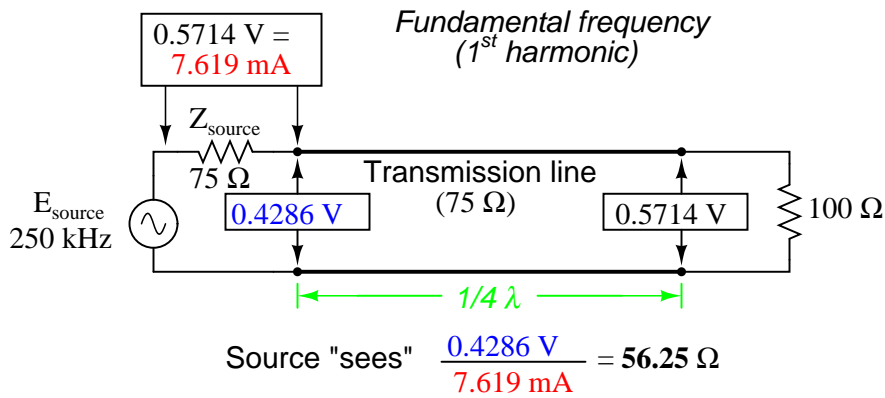 0.5714 V =
7.619 mA
Fundamental frequency
(1st harmonic)
Zsource
75 Ω
Transmission line
(75 Ω)
Esource
250 kHz
0.4286 V
0.5714 V
100 Ω
1/4 λ
Source "sees" 0.4286 V / 7.619 mA = 56.25 Ω